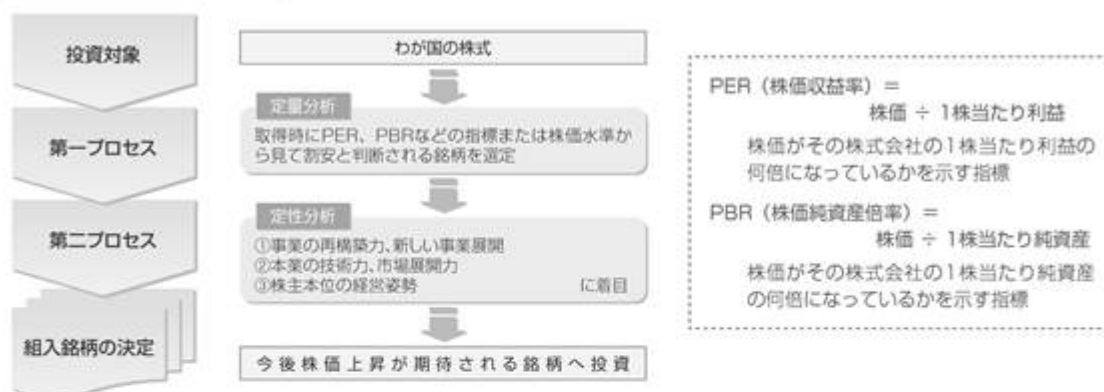 投資対象
わが国の株式
第一プロセス
定量分析
取得時にPER、PBRなどの指標または株価水準か
ら見て割安と判断される銘柄を選定
第二プロセス
定性分析
①事業の再構築力、新しい事業展開
②本業の技術力、市場展開力
③株主本位の経営姿勢 に着目
組入銘柄の決定
今後株価上昇が期待される銘柄へ投資
PER（株価収益率）＝
株価 ÷ 1株当たり利益
株価がその株式会社の1株当たり利益の
何倍になっているかを示す指標
PBR（株価純資産倍率）＝
株価 ÷ 1株当たり純資産
株価がその株式会社の1株当たり純資産
の何倍になっているかを示す指標